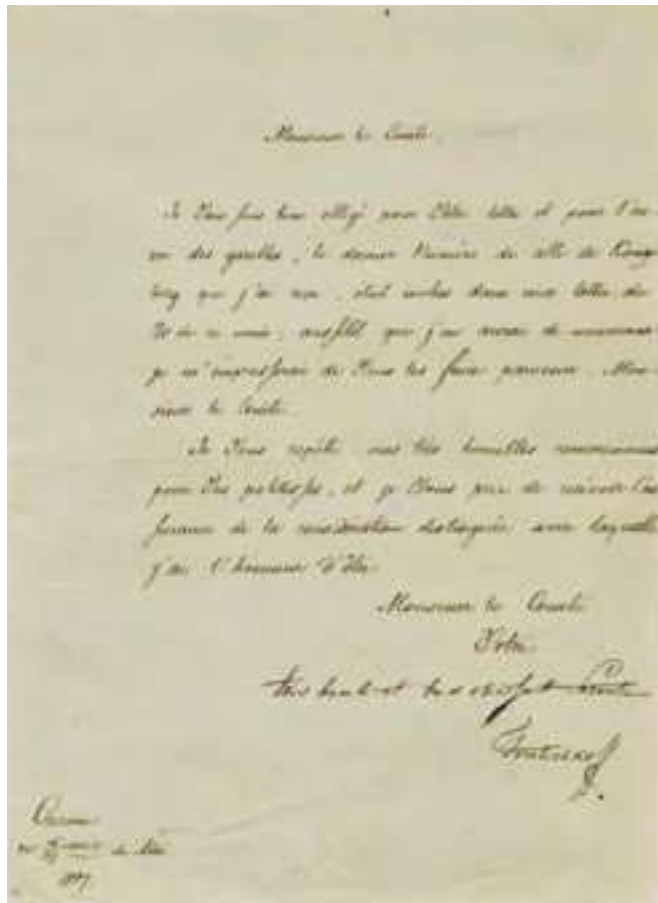 Monsieur le Comte,
Je Vous suis très obligé pour Votre lettre et pour l'en-
voi des gazettes, le dernier Numéro de celle de
que j'ai reçu, était dans une lettre du
de ce mois; aussitôt que j'en aurai de nouveaux
je m'empresserai de Vous les faire parvenir, Mon-
sieur le Comte.
Je Vous répète mes très humbles remercimens
pour Vos politesses, et je Vous prie de recevoir l'as-
surance de la considération distinguée avec laquelle
j'ai l'honneur d'être
Monsieur le Comte
Votre
très humble et très obéissant
de Mai